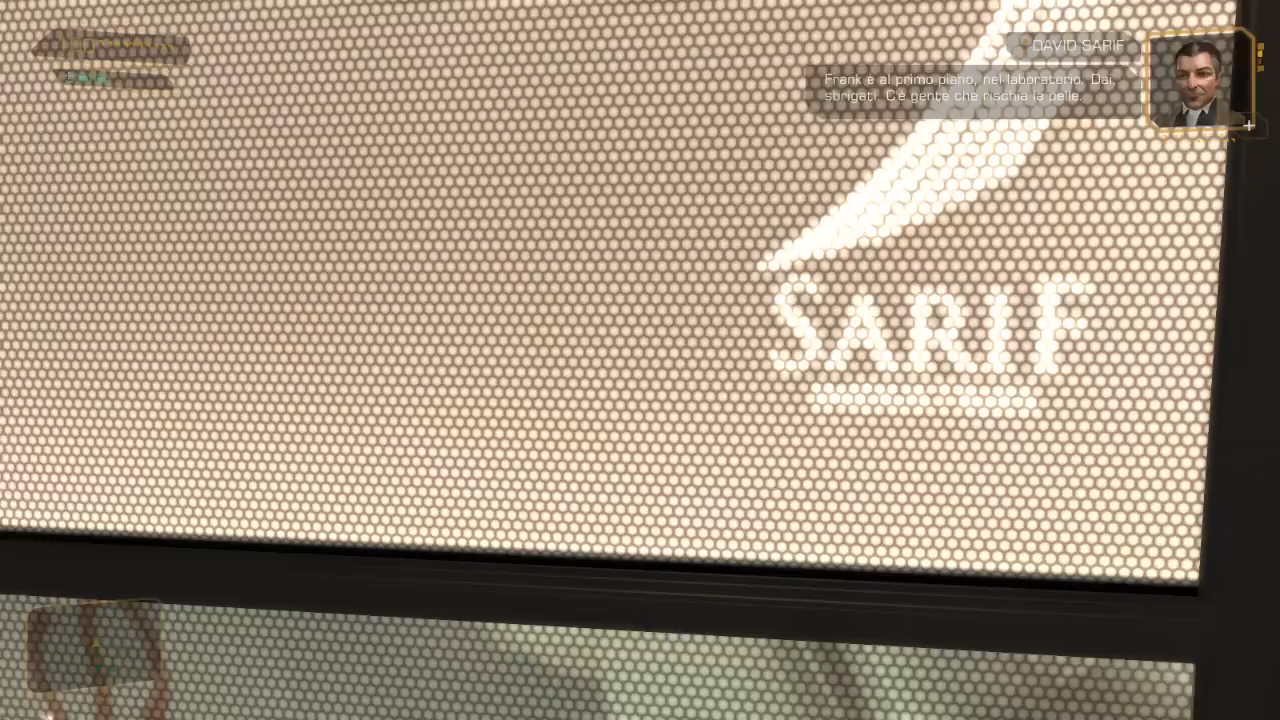 DAVID SARIF
Frank è al primo piano, nel laboratorio. Dai,
sbrigati. C'è gente che rischia la pelle.
SARIF